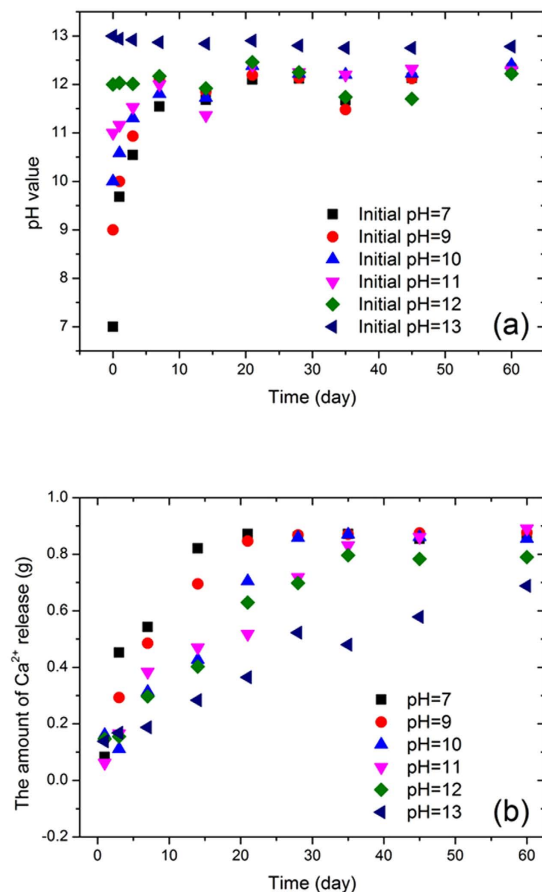 13
12
11
10
9
8
7
pH value
Initial pH=7
Initial pH=9
Initial pH=10
Initial pH=11
Initial pH=12
Initial pH=13
(a)
0 10 20 30 40 50 60
Time (day)
1.0
0.8
0.6
0.4
0.2
0.0
-0.2
The amount of Ca²⁺ release (g)
pH=7
pH=9
pH=10
pH=11
pH=12
pH=13
(b)
0 10 20 30 40 50 60
Time (day)